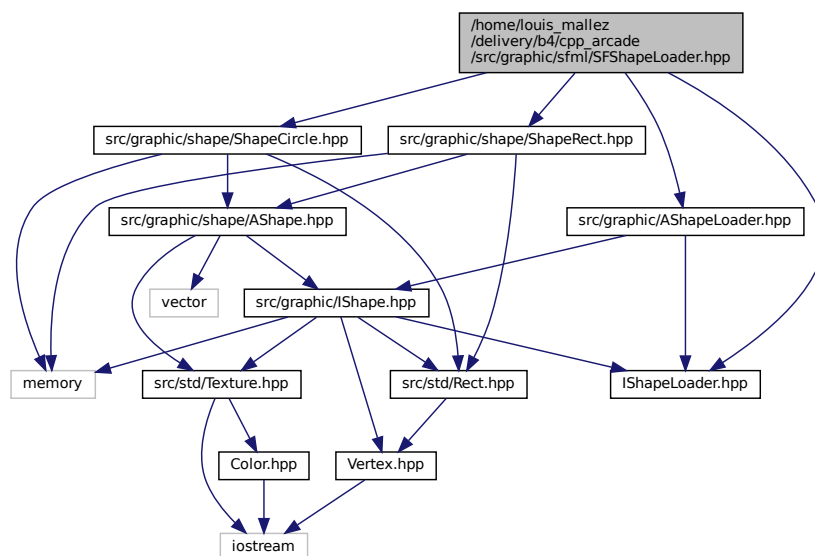 /home/louis_mallez
/delivery/b4/cpp_arcade
/src/graphic/sfml/SFShapeLoader.hpp
src/graphic/shape/ShapeCircle.hpp
src/graphic/shape/ShapeRect.hpp
src/graphic/shape/AShape.hpp
src/graphic/AShapeLoader.hpp
vector
src/graphic/IShape.hpp
memory
src/std/Texture.hpp
src/std/Rect.hpp
IShapeLoader.hpp
Color.hpp
Vertex.hpp
iostream